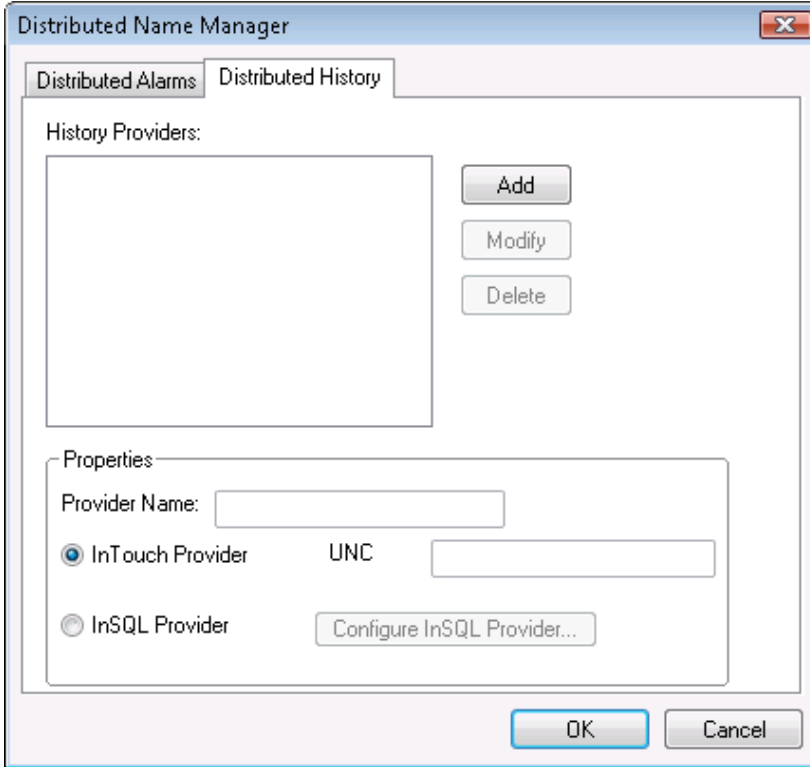 Distributed Name Manager
Distributed Alarms
Distributed History
History Providers:
Add
Modify
Delete
Properties
Provider Name:
InTouch Provider
UNC
InSQL Provider
Configure InSQL Provider...
OK
Cancel